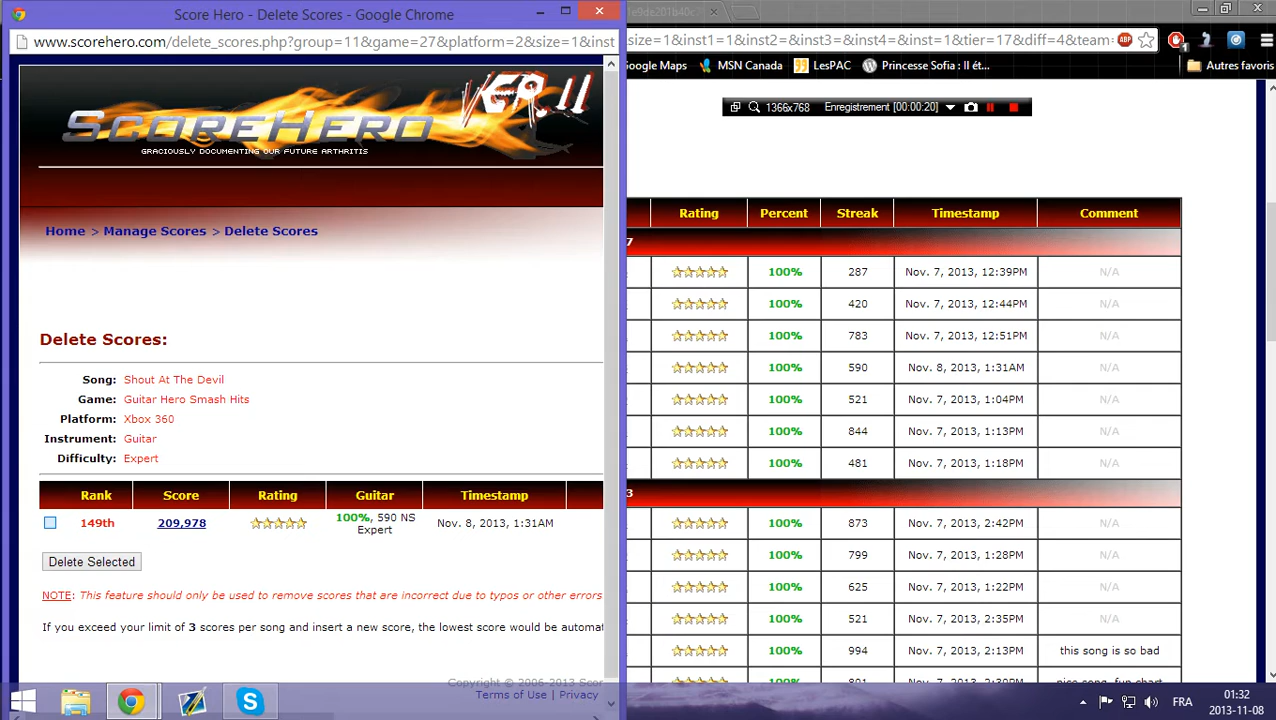 Score Hero - Delete Scores - Google Chrome
www.scorehero.com/delete_scores.php?group=11&game=27&platform=2&size=1&inst
VER.II
SCOREHERO
GRACIOUSLY DOCUMENTING OUR FUTURE ARTHRITIS
Home > Manage Scores > Delete Scores
Delete Scores:
Song: Shout At The Devil
Game: Guitar Hero Smash Hits
Platform: Xbox 360
Instrument: Guitar
Difficulty: Expert
Rank Score Rating Guitar Timestamp
149th 209,978 100%, 590 NS Expert Nov. 8, 2013, 1:31AM
Delete Selected
NOTE: This feature should only be used to remove scores that are incorrect due to typos or other errors
If you exceed your limit of 3 scores per song and insert a new score, the lowest score would be automa
Copyright © 2006-2013 Scor
Terms of Use | Privacy
size=1&inst1=1&inst2=&inst3=&inst4=&inst=1&tier=17&diff=4&team=
ABP
1
oogle Maps MSN Canada LesPAC Princesse Sofia : Il ét... Autres favoris
1366x768 Enregistrement [00:00:20]
Rating Percent Streak Timestamp Comment
7
100% 287 Nov. 7, 2013, 12:39PM N/A
100% 420 Nov. 7, 2013, 12:44PM N/A
100% 783 Nov. 7, 2013, 12:51PM N/A
100% 590 Nov. 8, 2013, 1:31AM N/A
100% 521 Nov. 7, 2013, 1:04PM N/A
100% 844 Nov. 7, 2013, 1:13PM N/A
100% 481 Nov. 7, 2013, 1:18PM N/A
3
100% 873 Nov. 7, 2013, 2:42PM N/A
100% 799 Nov. 7, 2013, 1:28PM N/A
100% 625 Nov. 7, 2013, 1:22PM N/A
100% 521 Nov. 7, 2013, 2:35PM N/A
100% 994 Nov. 7, 2013, 2:13PM this song is so bad
FRA
01:32
2013-11-08